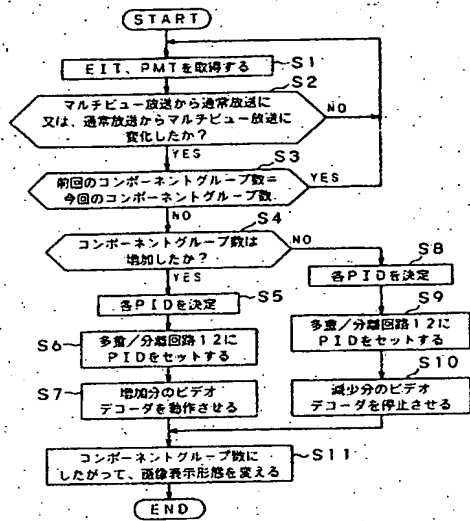 START
EIT、PMTを取得する
S1
S2
マルチビュー放送から通常放送に
又は、通常放送からマルチビュー放送に
変化したか?
NO
YES
S3
前回のコンポーネントグループ数=
今回のコンポーネントグループ数
YES
NO
S4
コンポーネントグループ数は
増加したか?
NO
YES
S8
各PIDを決定
S5
各PIDを決定
S9
S6
多重/分離回路12に
PIDをセットする
多重/分離回路12に
PIDをセットする
S10
S7
増加分のビデオ
デコーダを動作させる
減少分のビデオ
デコーダを停止させる
コンポーネントグループ数に
したがって、画像表示形態を変える
S11
END